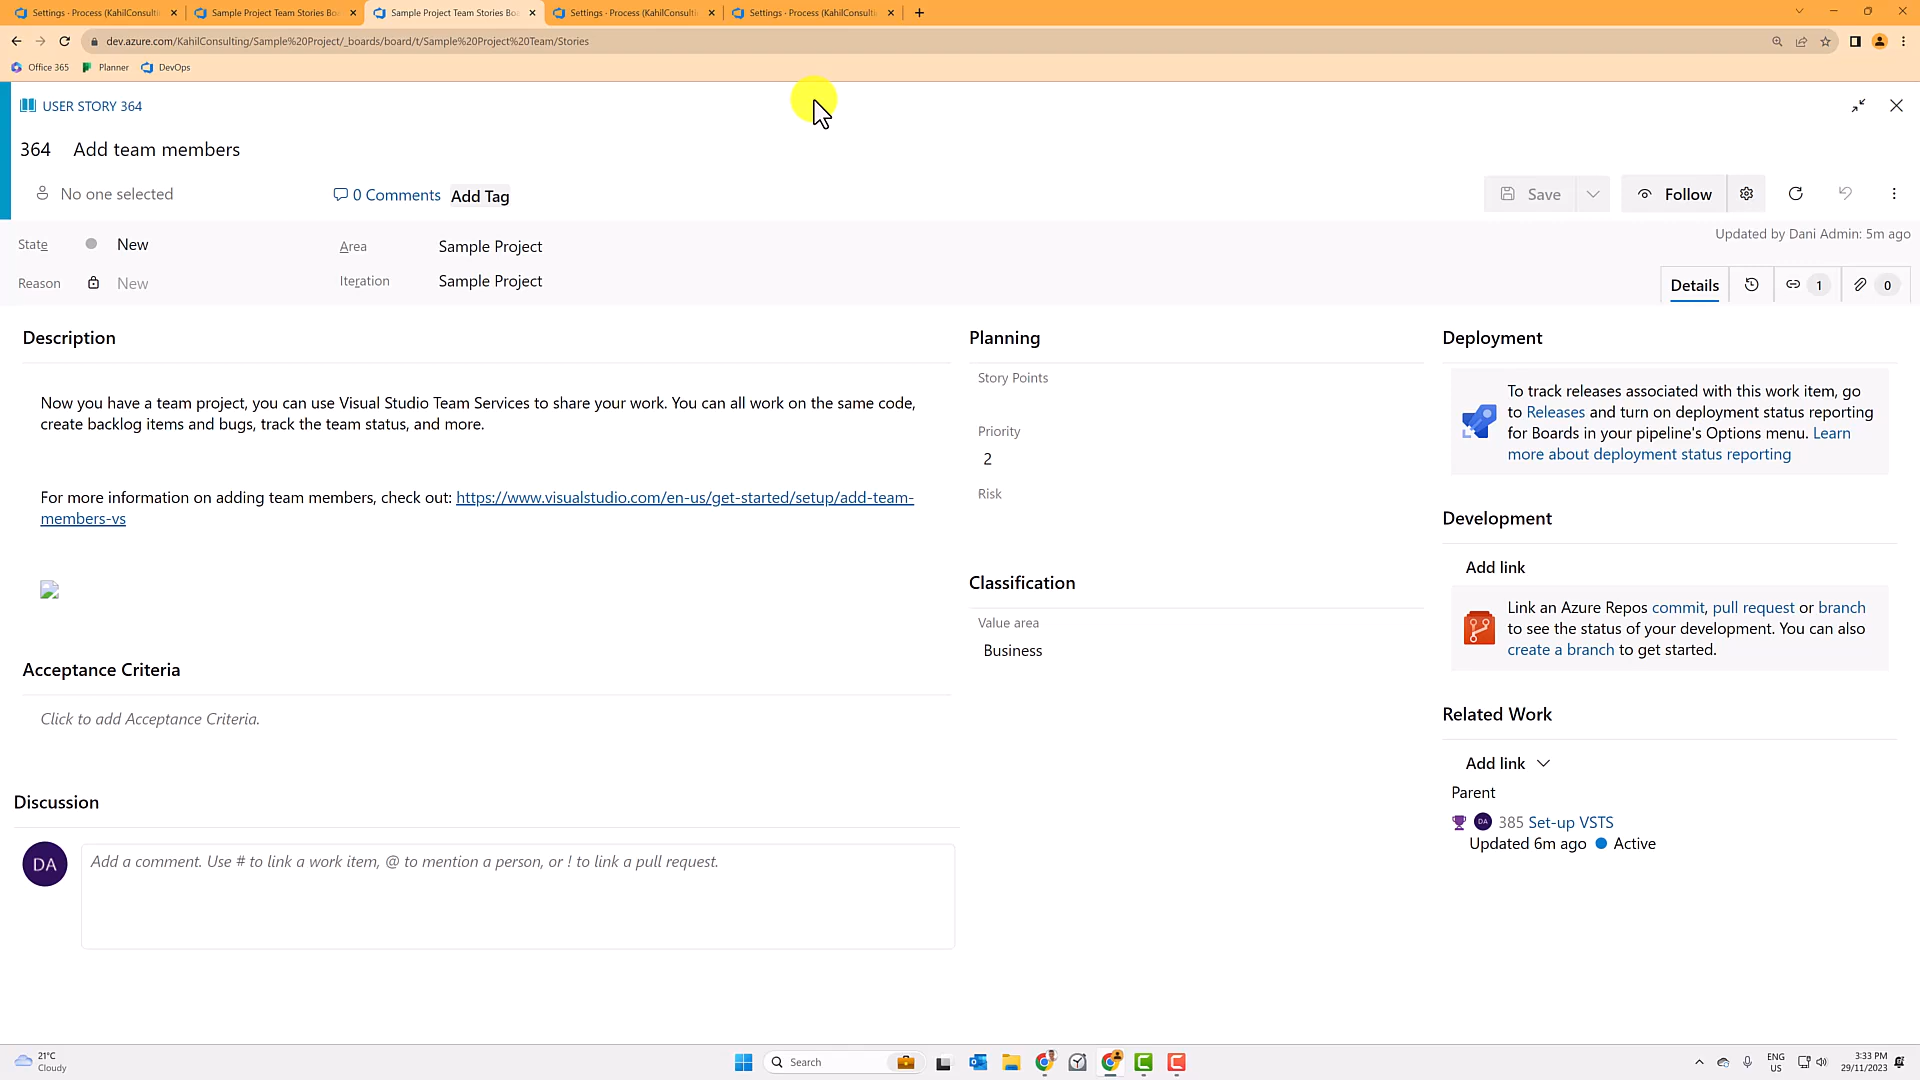 Settings - Process (KahilConsulti
Sample Project Team Stories Bo
Sample Project Team Stories Bo
Settings - Process (KahilConsulti
Settings - Process (KahilConsulti
dev.azure.com/KahilConsulting/Sample%20Project/_boards/board/t/Sample%20Project%20Team/Stories
Office 365 Planner DevOps
USER STORY 364
364 Add team members
No one selected 0 Comments Add Tag Save Follow
State New Area Sample Project Updated by Dani Admin: 5m ago
Reason New Iteration Sample Project
Details 1 0
Description
Now you have a team project, you can use Visual Studio Team Services to share your work. You can all work on the same code,
create backlog items and bugs, track the team status, and more.
For more information on adding team members, check out: https://www.visualstudio.com/en-us/get-started/setup/add-team-
members-vs
Acceptance Criteria
Click to add Acceptance Criteria.
Discussion
DA
Add a comment. Use # to link a work item, @ to mention a person, or ! to link a pull request.
Planning
Story Points
Priority
2
Risk
Classification
Value area
Business
Deployment
To track releases associated with this work item, go
to Releases and turn on deployment status reporting
for Boards in your pipeline's Options menu. Learn
more about deployment status reporting
Development
Add link
Link an Azure Repos commit, pull request or branch
to see the status of your development. You can also
create a branch to get started.
Related Work
Add link
Parent
DA 385 Set-up VSTS
Updated 6m ago Active
21°C
Cloudy
Search
ENG
US
3:33 PM
29/11/2023